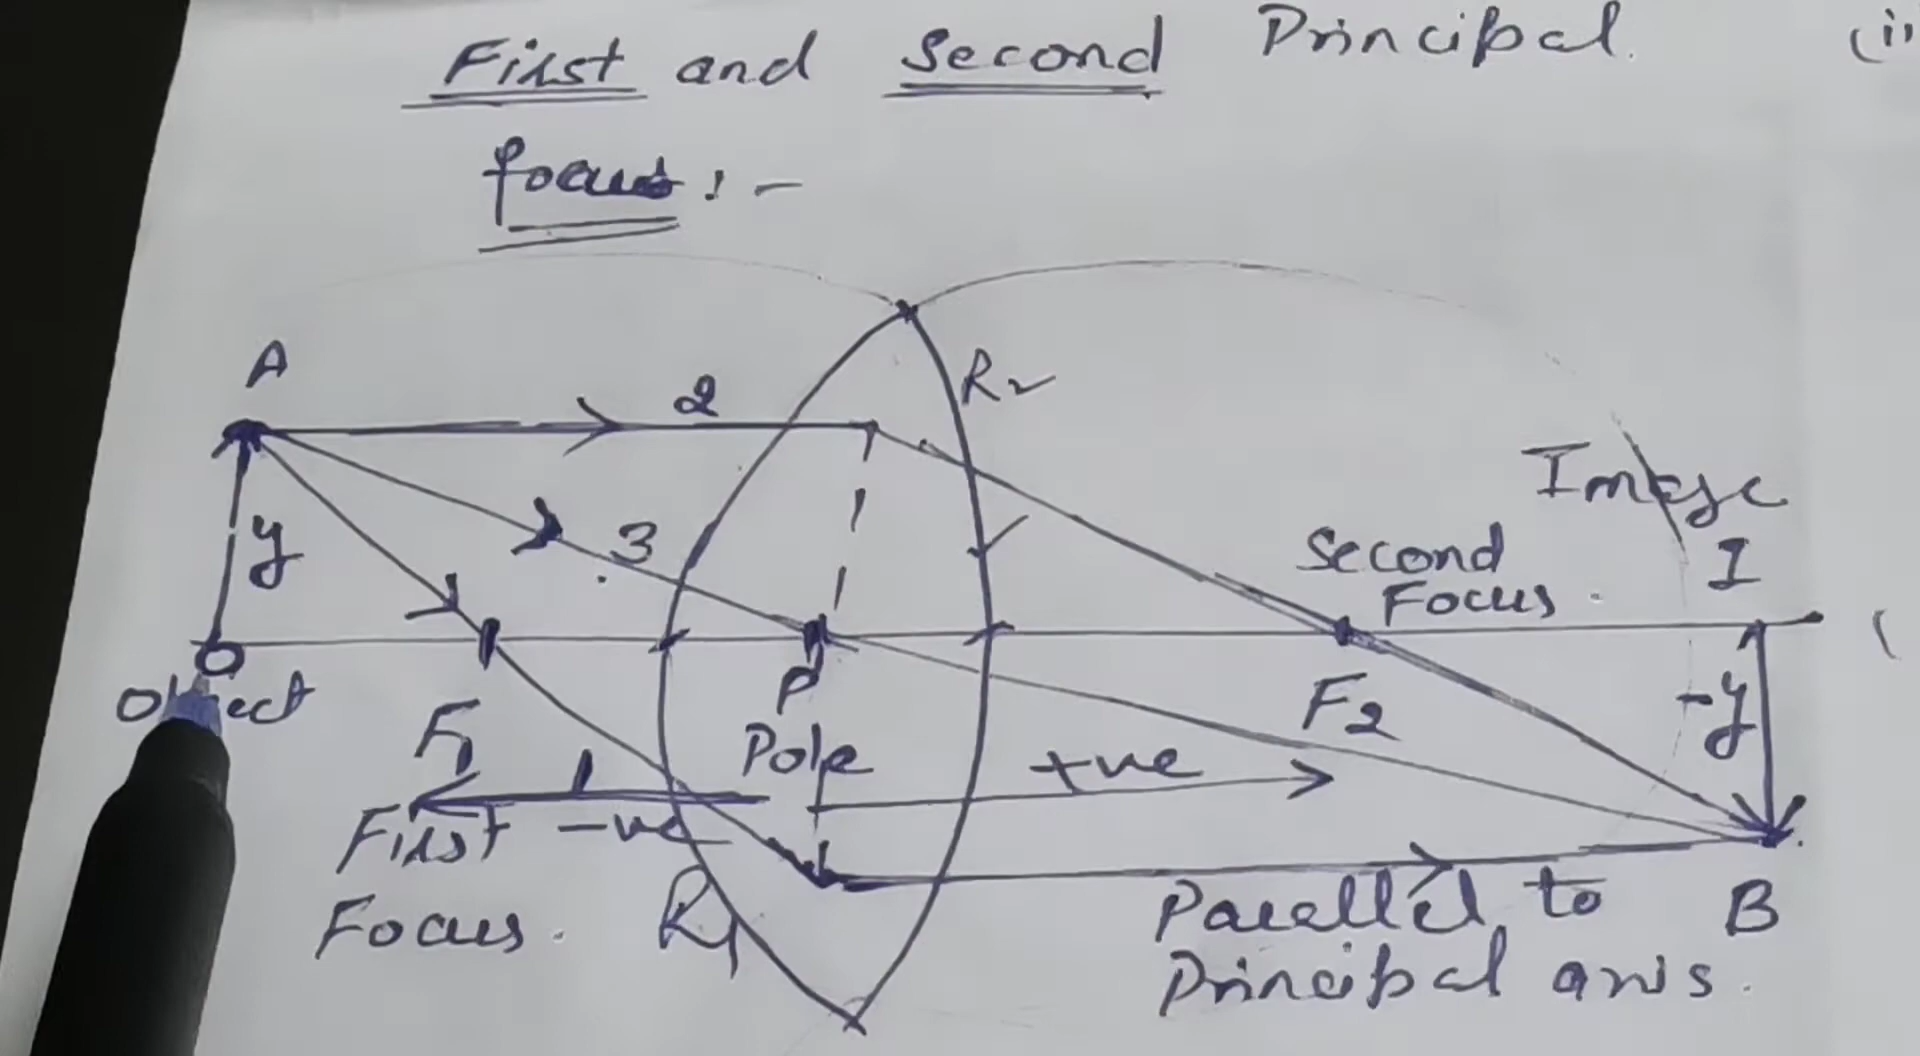 First and Second Principal.
(ii
focus :-
A
2
R2
y
3
Image
I
Second
Focus.
O
Object
P
F1
F2
-y
Pole
1
+ve
First
-ve
Focus.
R1
Parallel to
B
Principal axis.